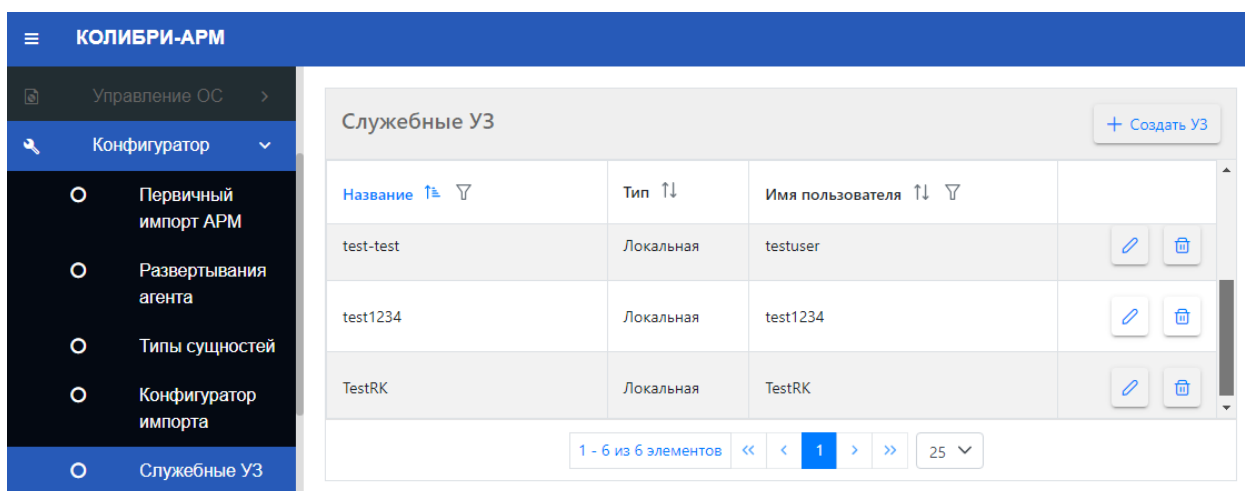 КОЛИБРИ-АРМ
Управление ОС
Конфигуратор
Первичный
импорт АРМ
Развертывания
агента
Типы сущностей
Конфигуратор
импорта
Служебные УЗ
Служебные УЗ
+ Создать УЗ
Название Тип Имя пользователя
test-test Локальная testuser
test1234 Локальная test1234
TestRK Локальная TestRK
1 - 6 из 6 элементов « < 1 > » 25